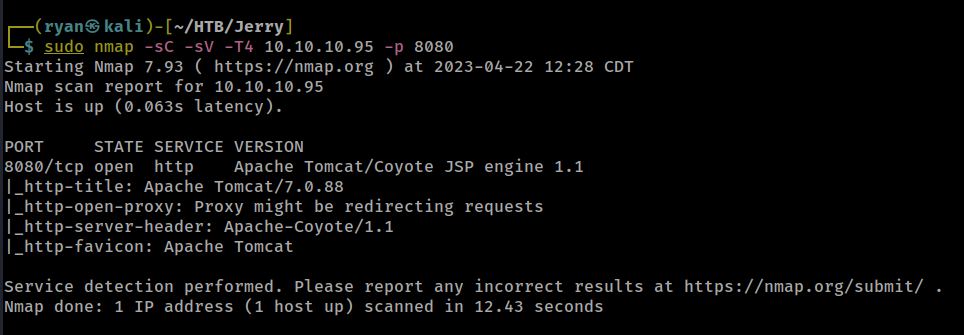 ┌──(ryan㉿kali)-[~/HTB/Jerry]
└─$ sudo nmap -sC -sV -T4 10.10.10.95 -p 8080
Starting Nmap 7.93 ( https://nmap.org ) at 2023-04-22 12:28 CDT
Nmap scan report for 10.10.10.95
Host is up (0.063s latency).

PORT     STATE SERVICE VERSION
8080/tcp open  http    Apache Tomcat/Coyote JSP engine 1.1
|_http-title: Apache Tomcat/7.0.88
|_http-open-proxy: Proxy might be redirecting requests
|_http-server-header: Apache-Coyote/1.1
|_http-favicon: Apache Tomcat

Service detection performed. Please report any incorrect results at https://nmap.org/submit/ .
Nmap done: 1 IP address (1 host up) scanned in 12.43 seconds